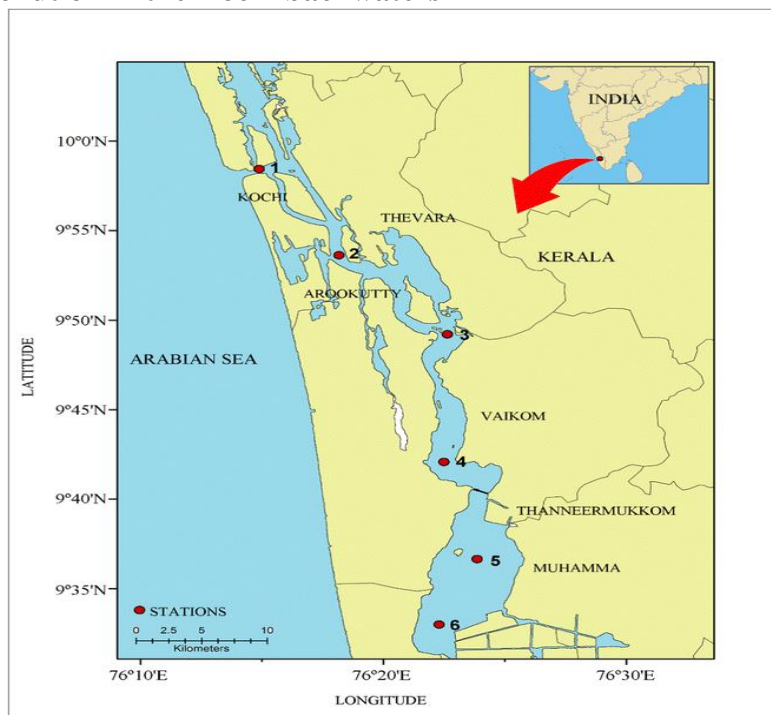 INDIA
10°0'N
1
KOCHI
9°55'N
THEVARA
2
KERALA
AROOKUTTY
9°50'N
3
ARABIAN SEA
LATITUDE
9°45'N
VAIKOM
4
9°40'N
THANNEERMUKKOM
5
MUHAMMA
9°35'N
STATIONS
6
0 2.5 5 10
Kilometers
76°10'E 76°20'E 76°30'E
LONGITUDE